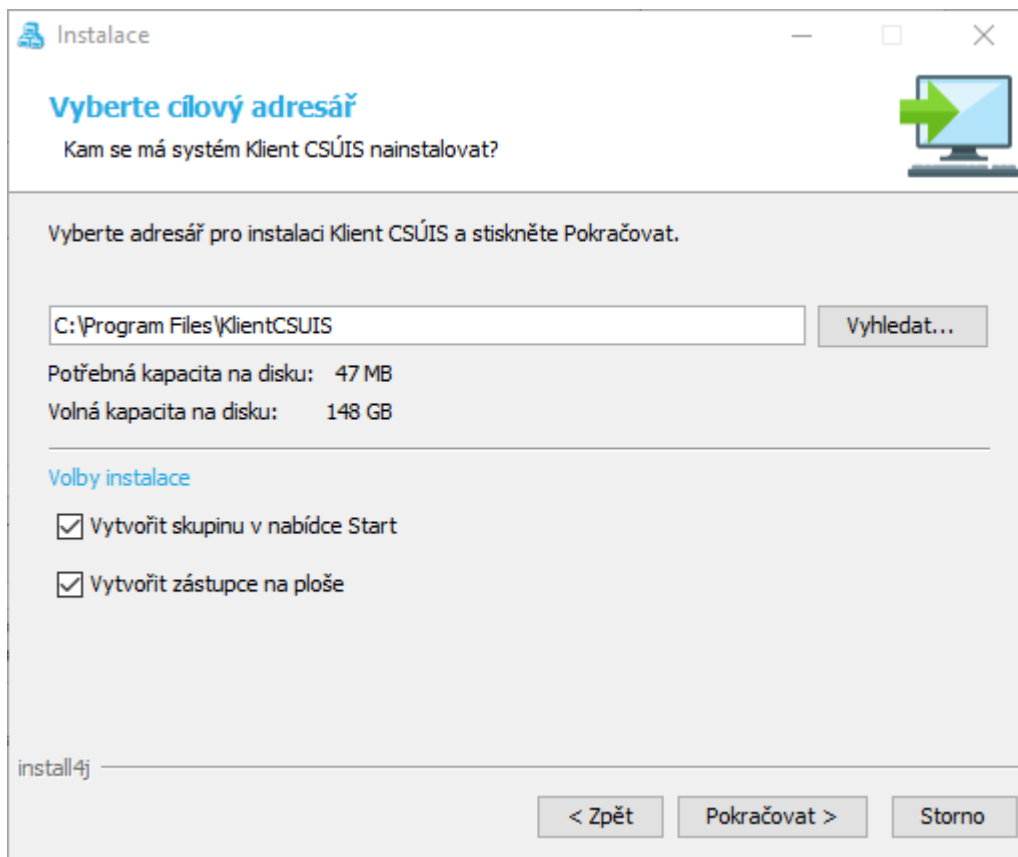 Instalace
Vyberte cílový adresář
Kam se má systém Klient CSÚIS nainstalovat?
Vyberte adresář pro instalaci Klient CSÚIS a stiskněte Pokračovat.
C:\Program Files\KlientCSUIS
Vyhledat...
Potřebná kapacita na disku: 47 MB
Volná kapacita na disku: 148 GB
Volby instalace
Vytvořit skupinu v nabídce Start
Vytvořit zástupce na ploše
install4j
< Zpět
Pokračovat >
Storno